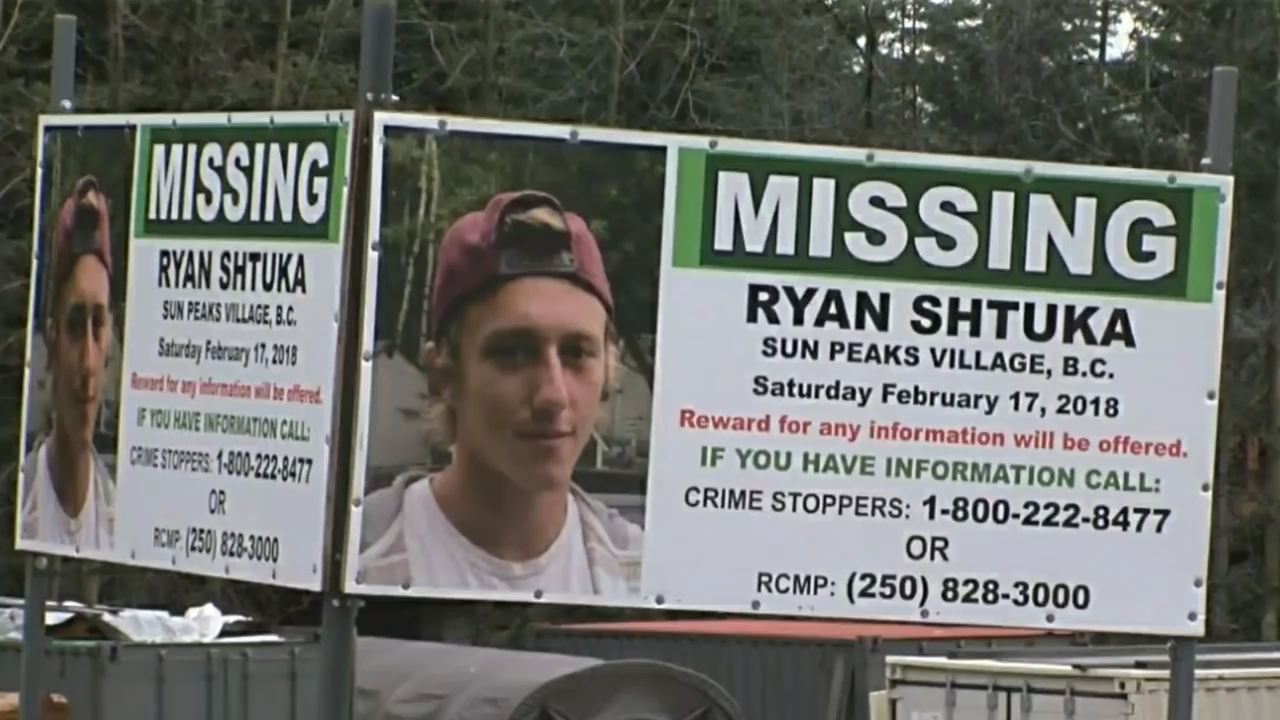 MISSING
RYAN SHTUKA
SUN PEAKS VILLAGE, B.C.
Saturday February 17, 2018
Reward for any information will be offered.
IF YOU HAVE INFORMATION CALL:
CRIME STOPPERS: 1-800-222-8477
OR
RCMP: (250) 828-3000
MISSING
RYAN SHTUKA
SUN PEAKS VILLAGE, B.C.
Saturday February 17, 2018
Reward for any information will be offered.
IF YOU HAVE INFORMATION CALL:
CRIME STOPPERS: 1-800-222-8477
OR
RCMP: (250) 828-3000